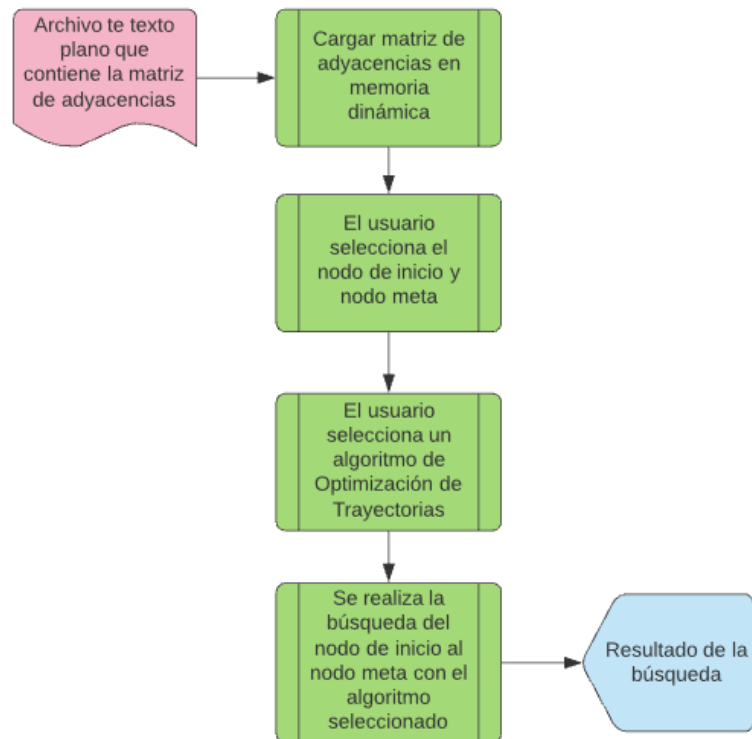 Archivo te texto
plano que
contiene la matriz
de adyacencias
Cargar matriz de
adyacencias en
memoria
dinámica
El usuario
selecciona el
nodo de inicio y
nodo meta
El usuario
selecciona un
algoritmo de
Optimización de
Trayectorias
Se realiza la
búsqueda del
nodo de inicio al
nodo meta con el
algoritmo
seleccionado
Resultado de la
búsqueda